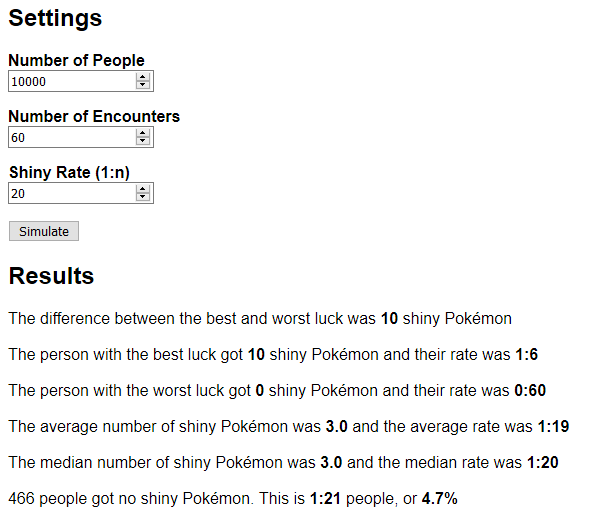 Settings
Number of People
10000
Number of Encounters
60
Shiny Rate (1:n)
20
Simulate
Results
The difference between the best and worst luck was 10 shiny Pokémon
The person with the best luck got 10 shiny Pokémon and their rate was 1:6
The person with the worst luck got 0 shiny Pokémon and their rate was 0:60
The average number of shiny Pokémon was 3.0 and the average rate was 1:19
The median number of shiny Pokémon was 3.0 and the median rate was 1:20
466 people got no shiny Pokémon. This is 1:21 people, or 4.7%